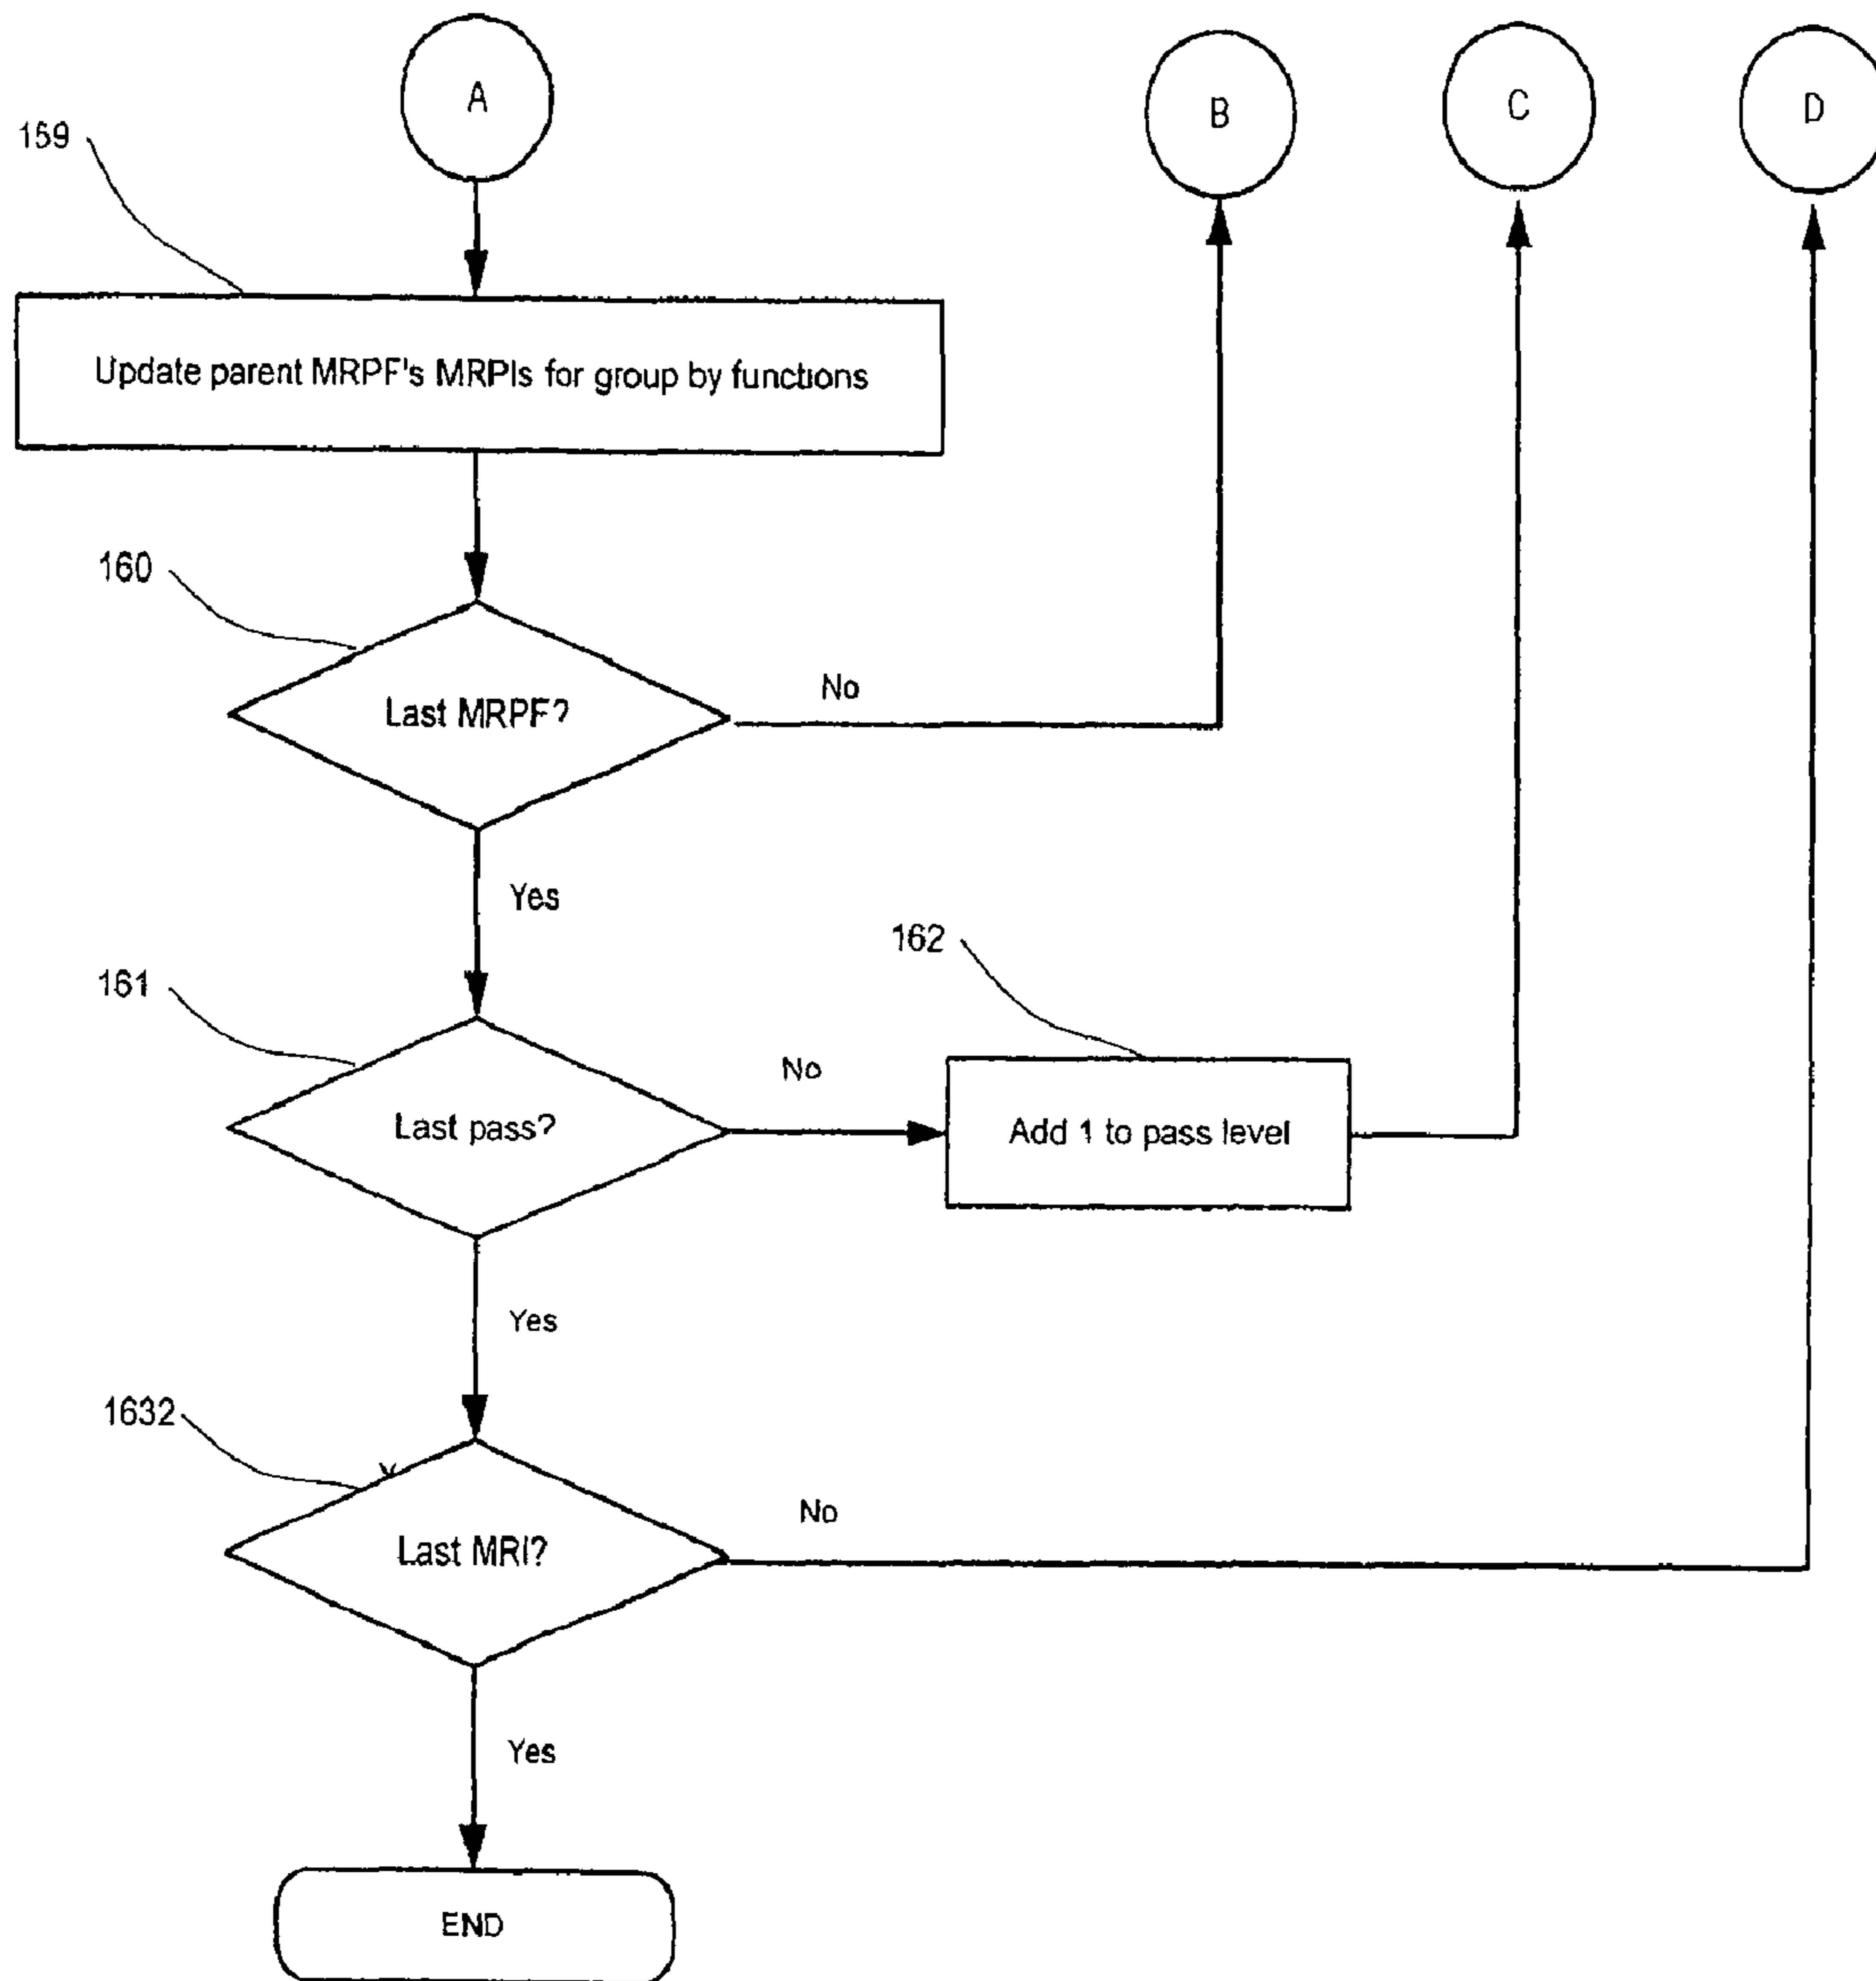 A
B
C
D
159
Update parent MRPF's MRPIs for group by functions
160
Last MRPF?
No
Yes
161
Last pass?
No
162
Add 1 to pass level
Yes
1632
Last MRI?
No
Yes
END